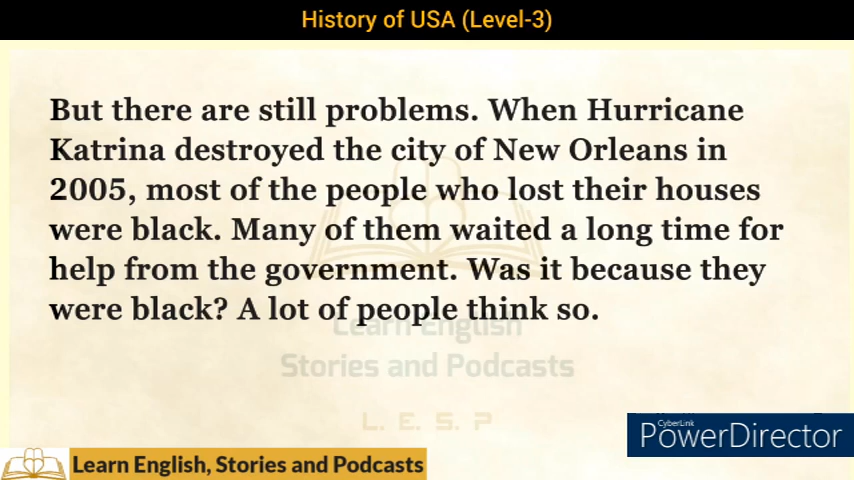 History of USA (Level-3)
But there are still problems. When Hurricane
Katrina destroyed the city of New Orleans in
2005, most of the people who lost their houses
were black. Many of them waited a long time for
help from the government. Was it because they
were black? A lot of people think so.
Learn English
Stories and Podcasts
L. E. S. P
CyberLink
PowerDirector
Learn English, Stories and Podcasts